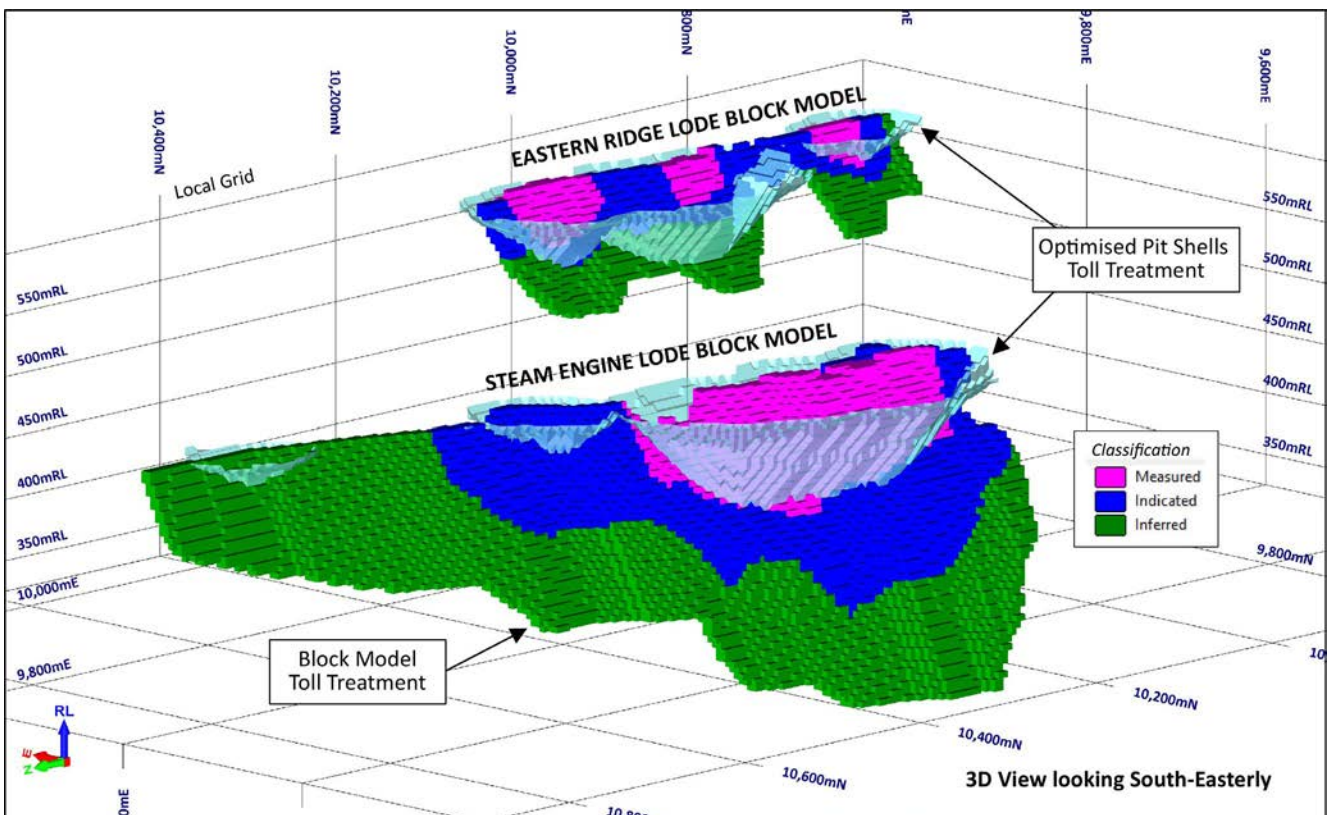 10,400mN
10,200mN
10,000mN
800mN
mE
9,800mE
9,600mE
Local Grid
EASTERN RIDGE LODE BLOCK MODEL
550mRL
500mRL
450mRL
400mRL
350mRL
550mRL
500mRL
450mRL
400mRL
350mRL
Optimised Pit Shells
Toll Treatment
STEAM ENGINE LODE BLOCK MODEL
Classification
Measured
Indicated
Inferred
10,000mE
9,800mE
Block Model
Toll Treatment
9,800mN
10,200mN
10,400mN
10,600mN
RL
E
N
3D View looking South-Easterly